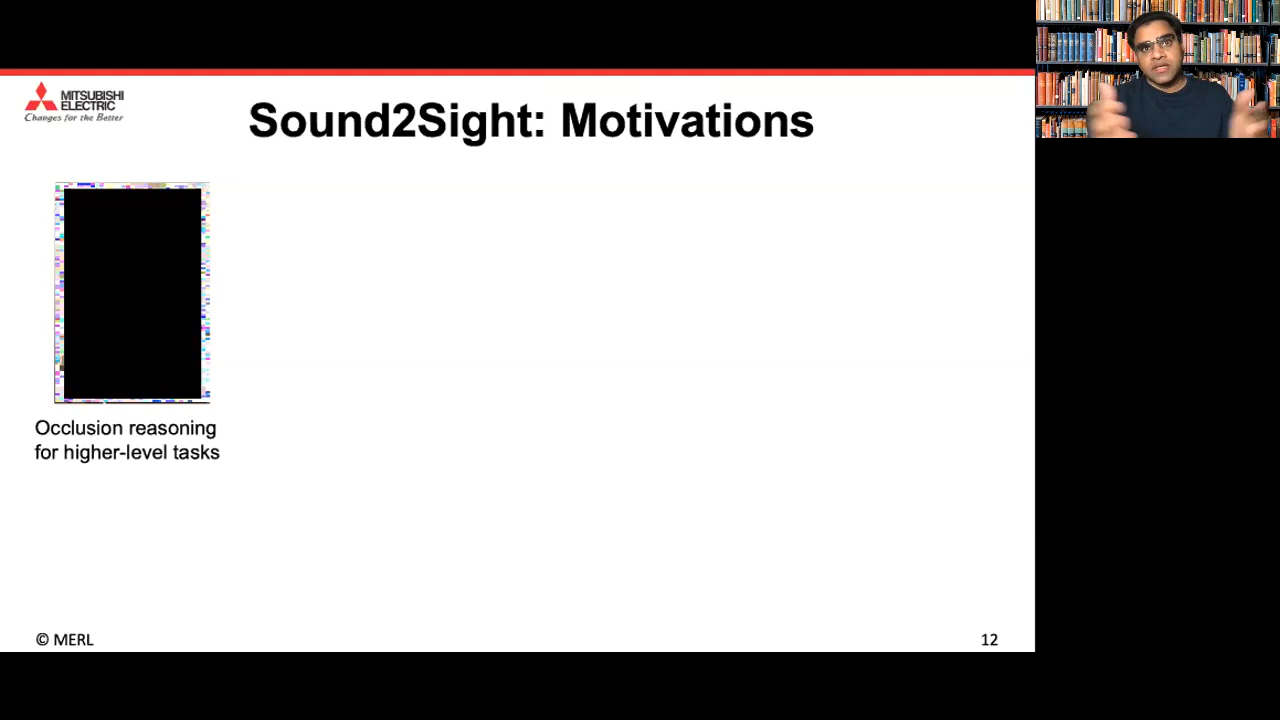 MITSUBISHI
ELECTRIC
Changes for the Better
Sound2Sight: Motivations
Occlusion reasoning
for higher-level tasks
© MERL
12